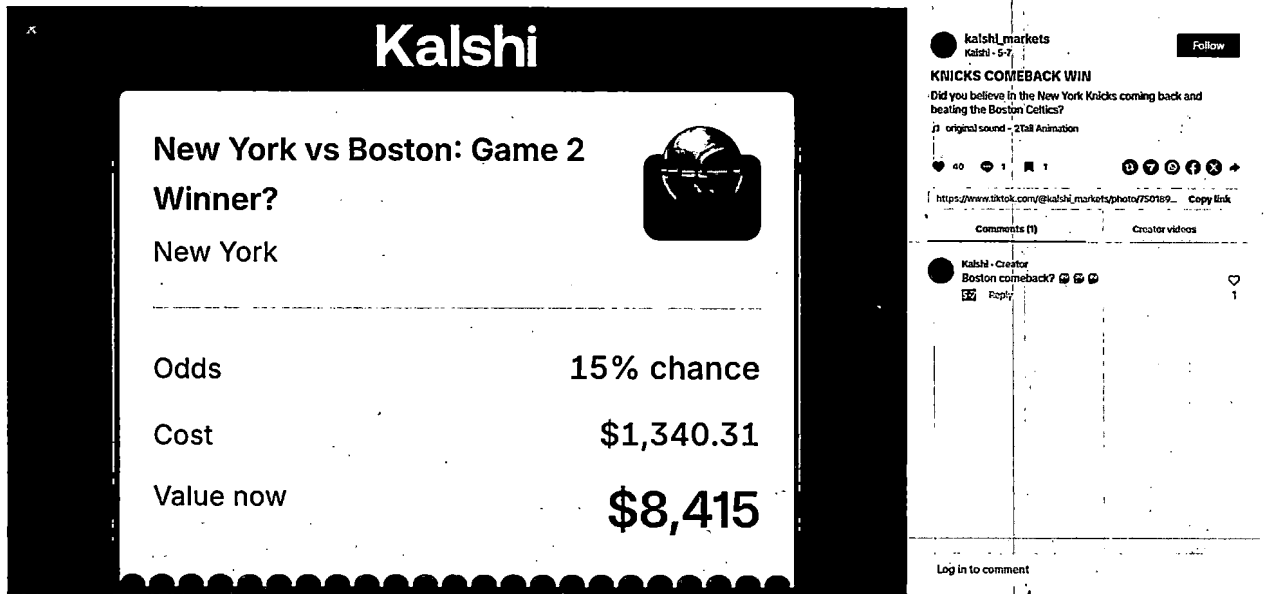 Kalshi
New York vs Boston: Game 2
Winner?
New York
Odds 15% chance
Cost $1,340.31
Value now $8,415
kalshi_markets
Kalshi · 5-7
Follow
KNICKS COMEBACK WIN
Did you believe in the New York Knicks coming back and
beating the Boston Celtics?
original sound - 2Tall Animation
40 1 1
https://www.tiktok.com/@kalshi_markets/photo/750189... Copy link
Comments (1) Creator videos
Kalshi · Creator
Boston comeback?
5-7 Reply
1
Log in to comment